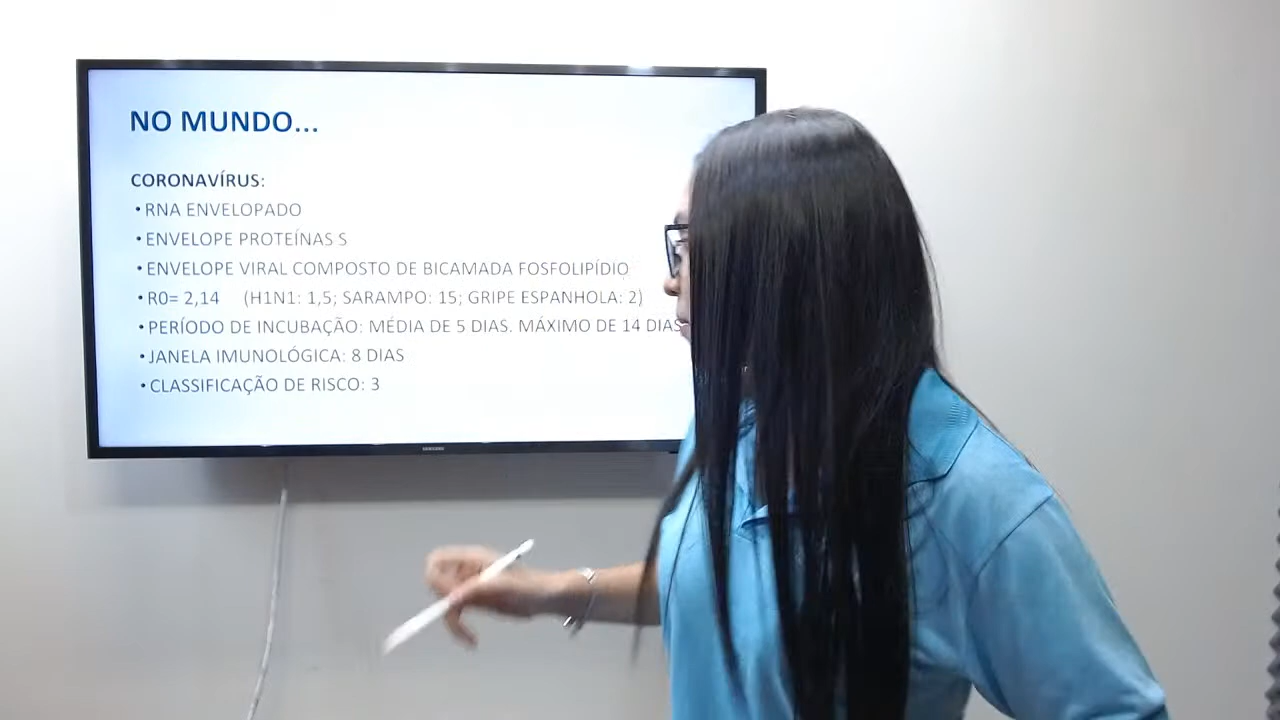 NO MUNDO...
CORONAVÍRUS:
• RNA ENVELOPADO
• ENVELOPE PROTEÍNAS S
• ENVELOPE VIRAL COMPOSTO DE BICAMADA FOSFOLIPÍDIO
• R0= 2,14 (H1N1: 1,5; SARAMPO: 15; GRIPE ESPANHOLA: 2)
• PERÍODO DE INCUBAÇÃO: MÉDIA DE 5 DIAS. MÁXIMO DE 14 DIAS
• JANELA IMUNOLÓGICA: 8 DIAS
• CLASSIFICAÇÃO DE RISCO: 3
SAMSUNG